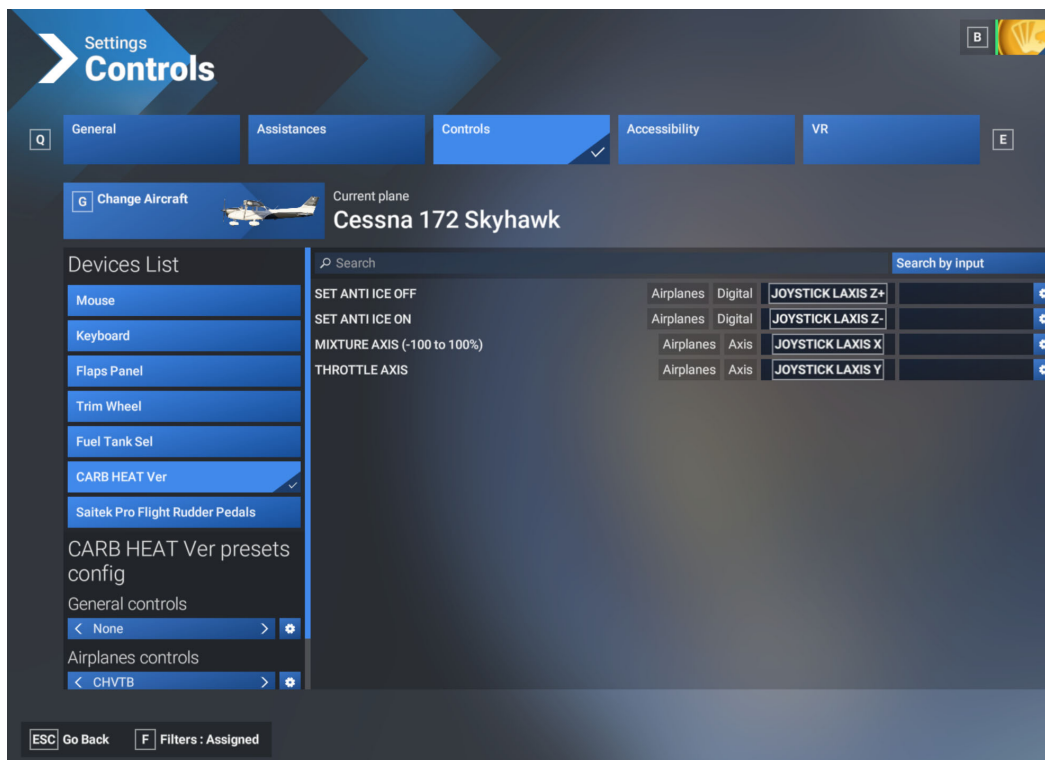 Settings
Controls
B
Q
General
Assistances
Controls
Accessibility
VR
E
G Change Aircraft
Current plane
Cessna 172 Skyhawk
Devices List
Mouse
Keyboard
Flaps Panel
Trim Wheel
Fuel Tank Sel
CARB HEAT Ver
Saitek Pro Flight Rudder Pedals
CARB HEAT Ver presets
config
General controls
None
Airplanes controls
CHVTB
Search
Search by input
SET ANTI ICE OFF Airplanes Digital JOYSTICK LAXIS Z+
SET ANTI ICE ON Airplanes Digital JOYSTICK LAXIS Z-
MIXTURE AXIS (-100 to 100%) Airplanes Axis JOYSTICK LAXIS X
THROTTLE AXIS Airplanes Axis JOYSTICK LAXIS Y
ESC Go Back F Filters : Assigned